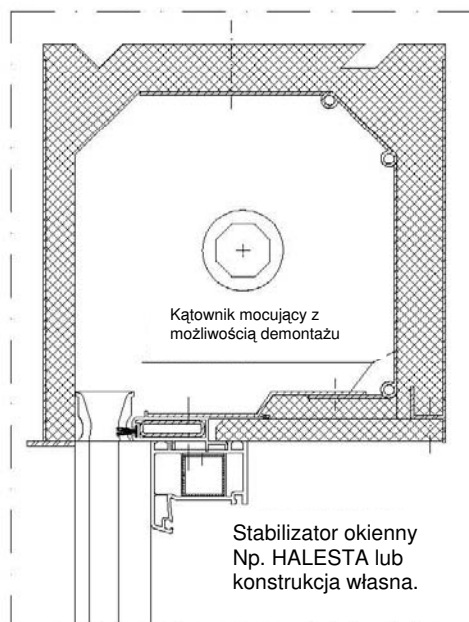 Kątownik mocujący z
możliwością demontażu
Stabilizator okienny
Np. HALESTA lub
konstrukcja własna.